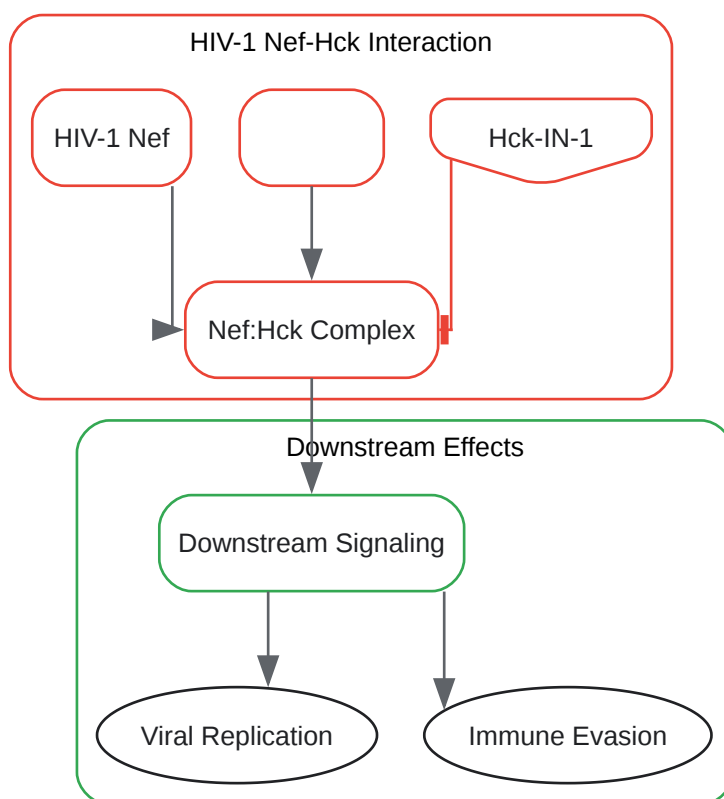 HIV-1 Nef-Hck Interaction
HIV-1 Nef
Hck-IN-1
Nef:Hck Complex
Downstream Effects
Downstream Signaling
Viral Replication
Immune Evasion